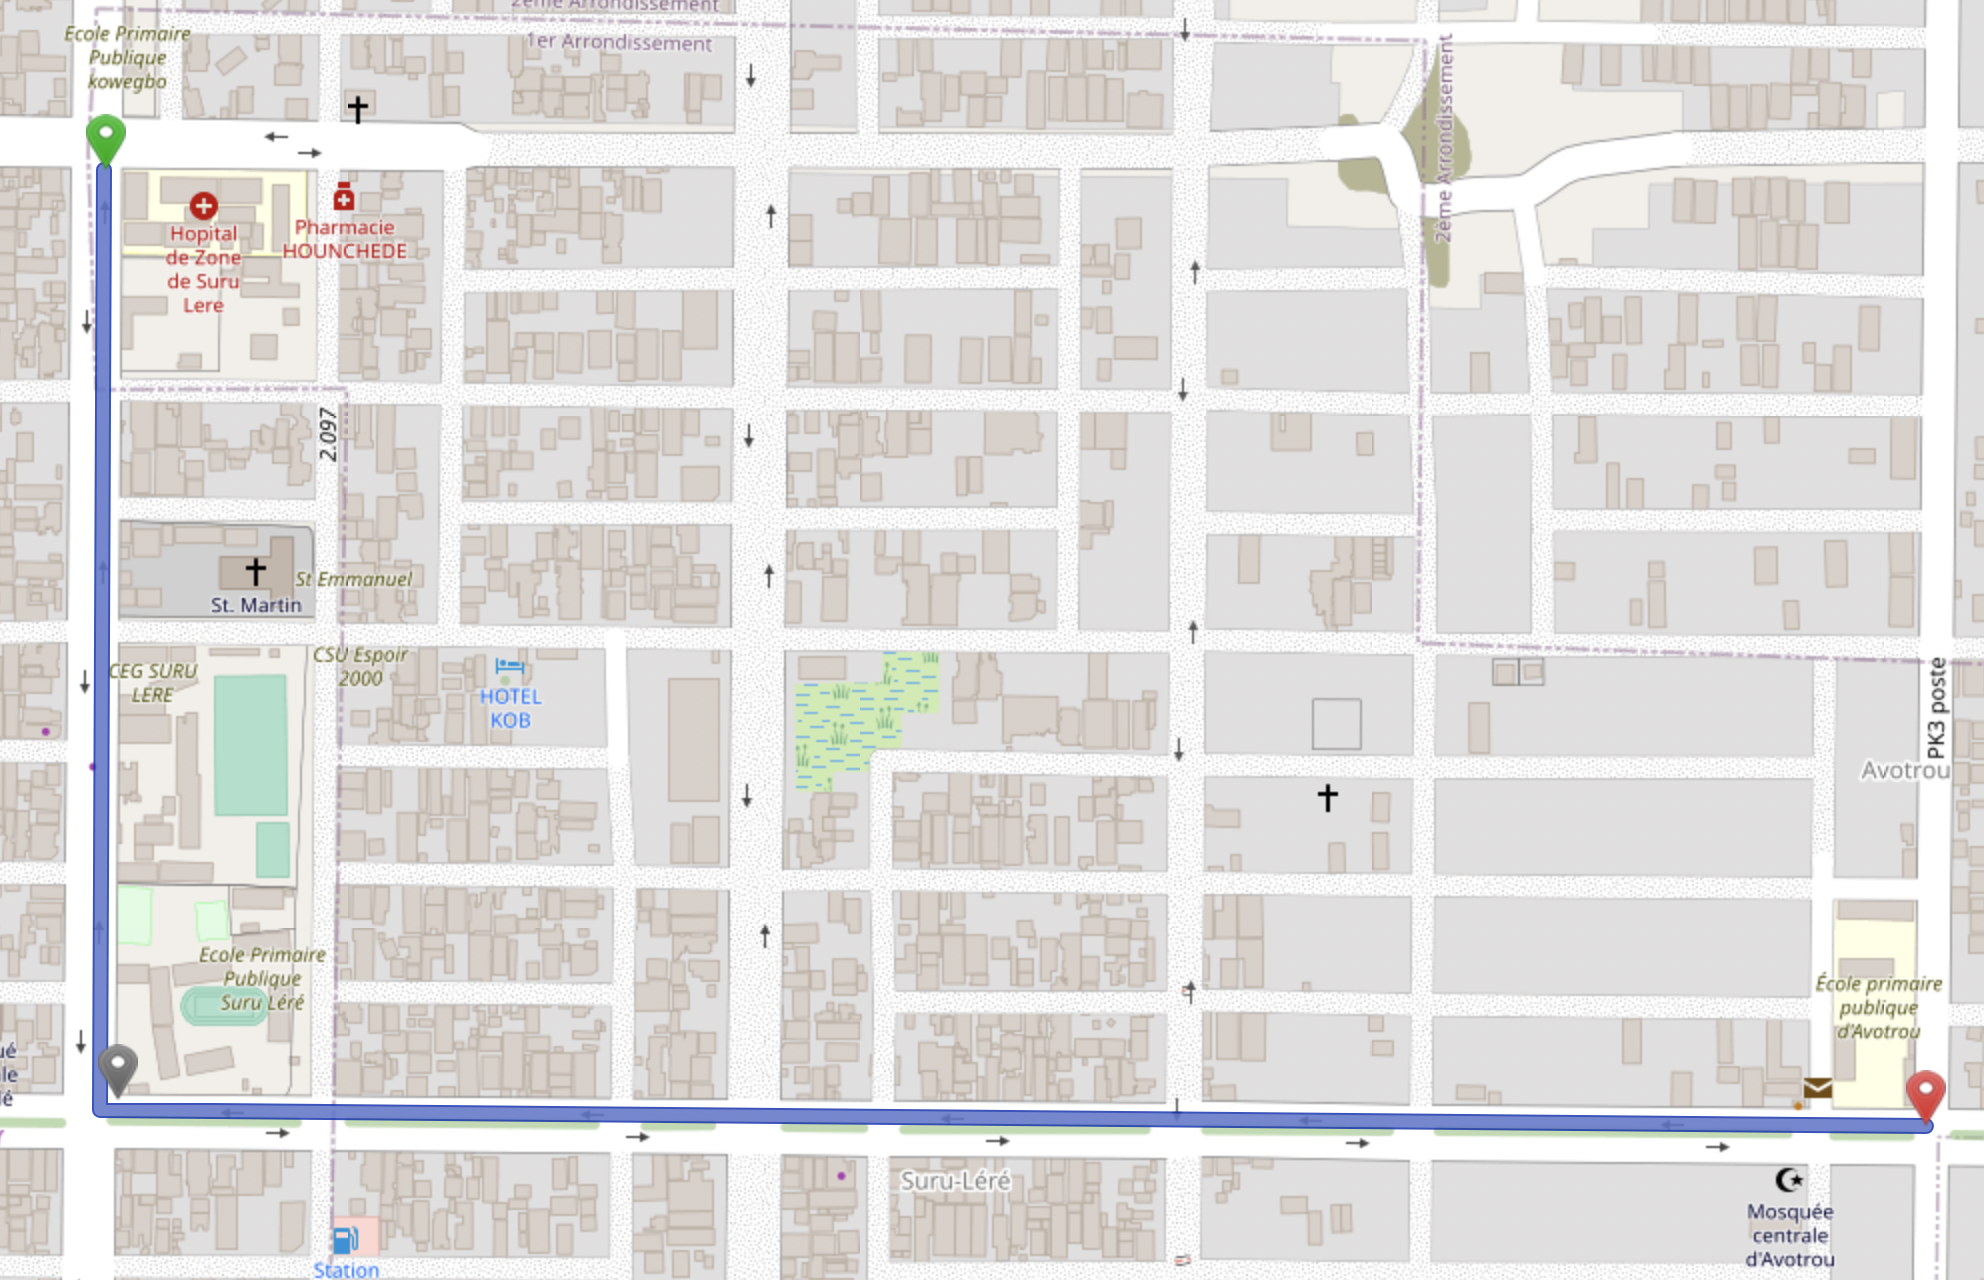 2ème Arrondissement
1er Arrondissement
Ecole Primaire
Publique
kowegbo
2ème Arrondissement
Hopital
de Zone
de Suru
Lere
Pharmacie
HOUNCHEDE
2.097
St Emmanuel
St. Martin
CSU Espoir
2000
CEG SURU
LERE
HOTEL
KOB
PK3 poste
Avotrou
Ecole Primaire
Publique
Suru Léré
École primaire
publique
d'Avotrou
Suru-Léré
Mosquée
centrale
d'Avotrou
Station